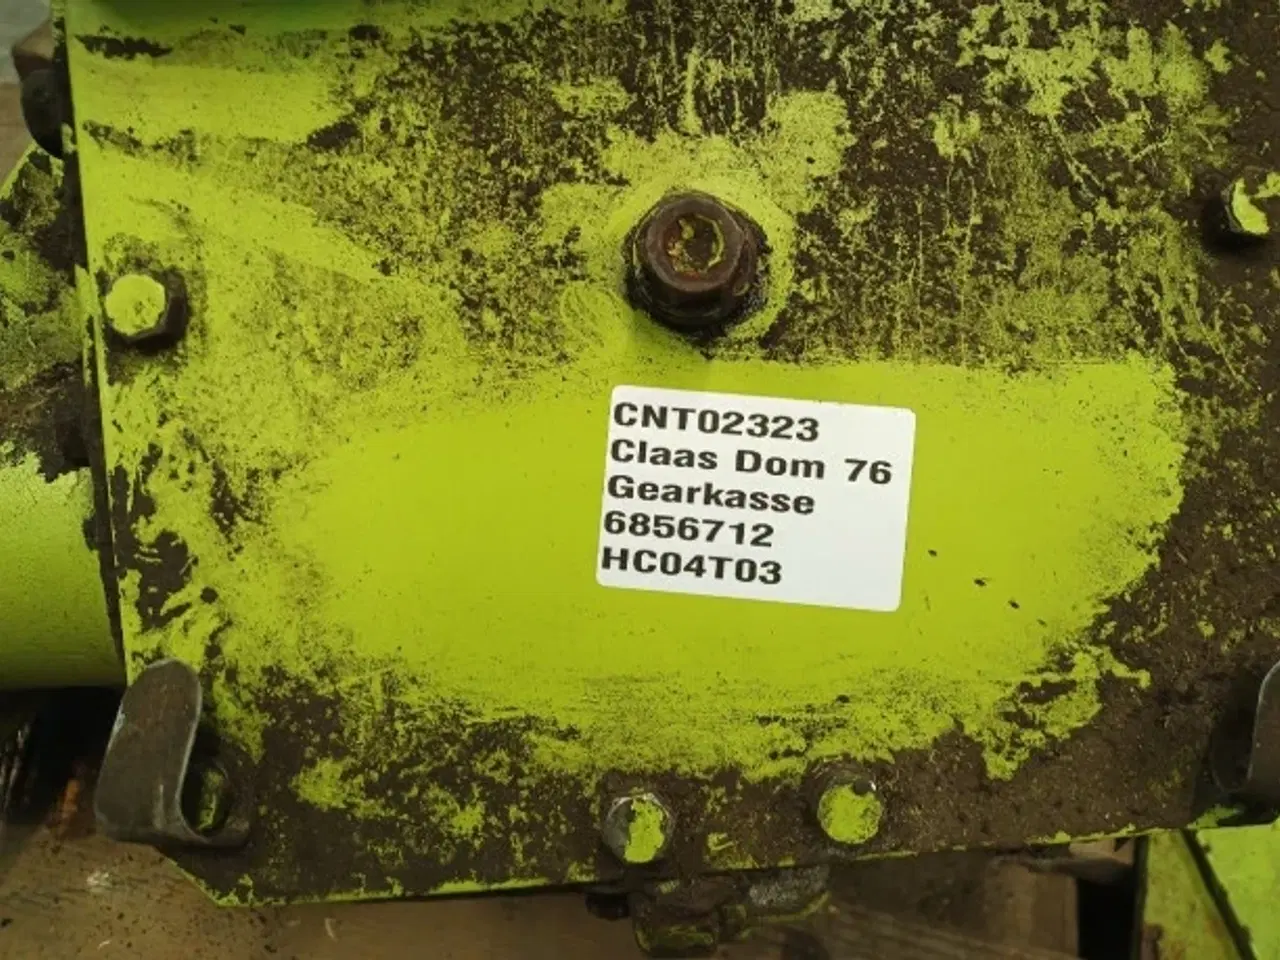 CNT02323
Claas Dom 76
Gearkasse
6856712
HC04T03